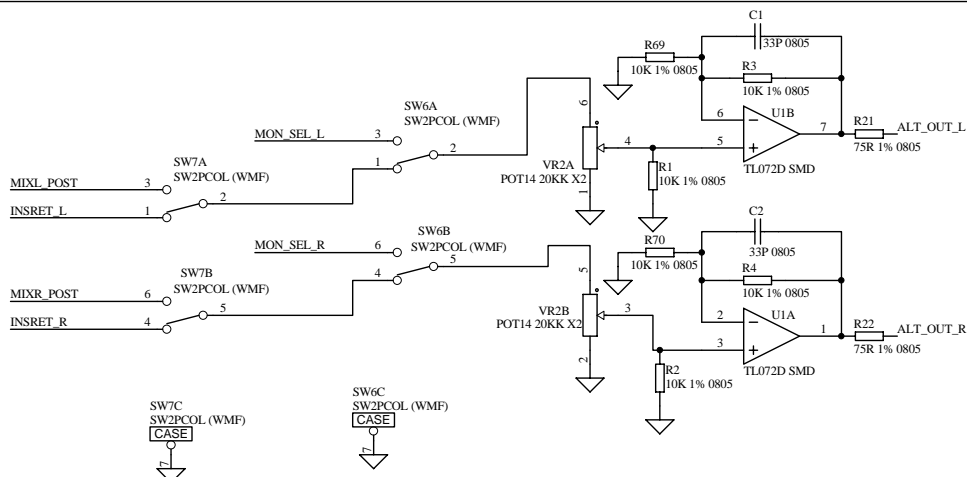 C1
33P 0805
R69
10K 1% 0805
R3
10K 1% 0805
6
U1B
7
5
TL072D SMD
R21
ALT_OUT_L
75R 1% 0805
SW6A
SW2PCOL (WMF)
MON_SEL_L
3
2
1
6
4
VR2A
POT14 20KK X2
1
R1
10K 1% 0805
SW7A
SW2PCOL (WMF)
MIXL_POST
3
2
INSRET_L
1
SW6B
SW2PCOL (WMF)
MON_SEL_R
6
5
4
C2
33P 0805
R70
10K 1% 0805
R4
10K 1% 0805
SW7B
SW2PCOL (WMF)
MIXR_POST
6
5
INSRET_R
4
5
3
VR2B
POT14 20KK X2
2
2
U1A
1
3
TL072D SMD
R22
ALT_OUT_R
75R 1% 0805
R2
10K 1% 0805
SW7C
SW2PCOL (WMF)
CASE
7
SW6C
SW2PCOL (WMF)
CASE
7